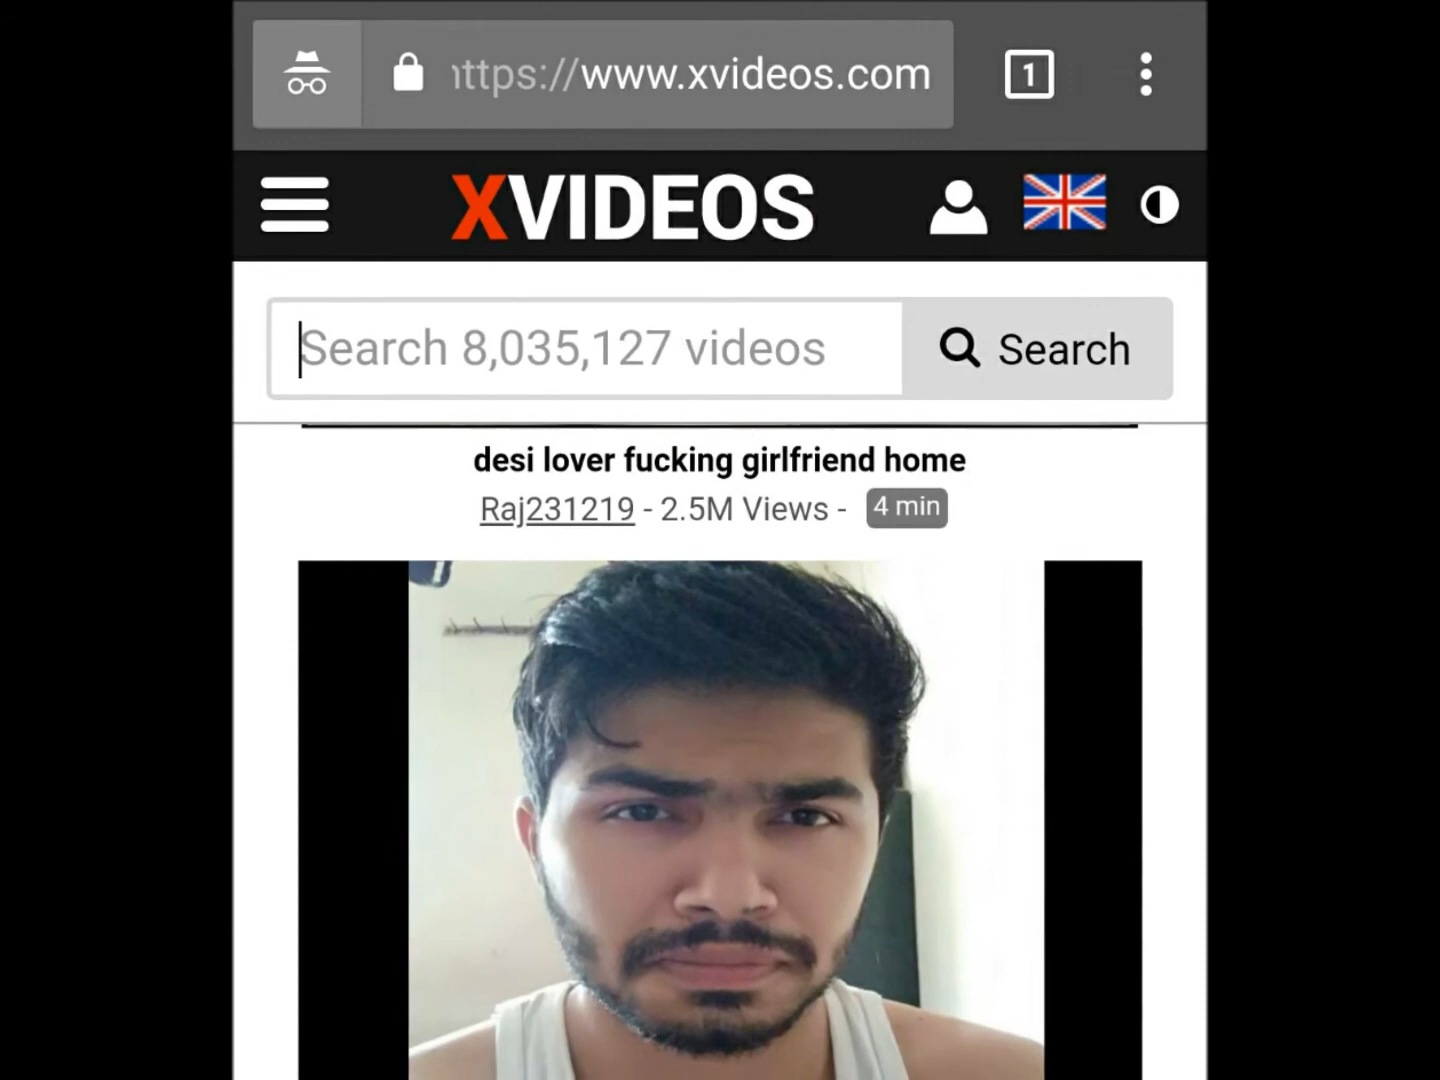 https://www.xvideos.com
1
XVIDEOS
Search 8,035,127 videos
Search
desi lover fucking girlfriend home
Raj231219 - 2.5M Views - 4 min